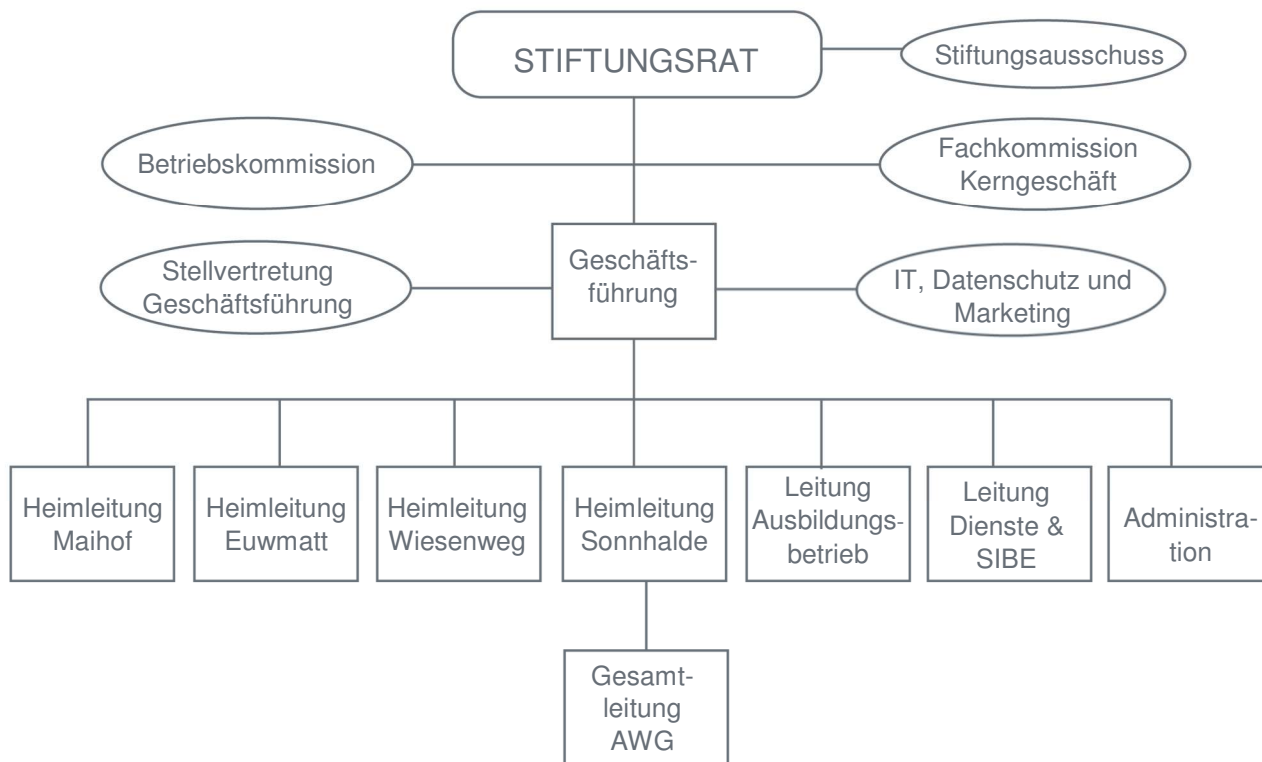 STIFTUNGSRAT
Stiftungsausschuss
Betriebskommission
Fachkommission
Kerngeschäft
Stellvertretung
Geschäftsführung
Geschäfts-
führung
IT, Datenschutz und
Marketing
Heimleitung
Maihof
Heimleitung
Euwmatt
Heimleitung
Wiesenweg
Heimleitung
Sonnhalde
Leitung
Ausbildungs-
betrieb
Leitung
Dienste &
SIBE
Administra-
tion
Gesamt-
leitung
AWG